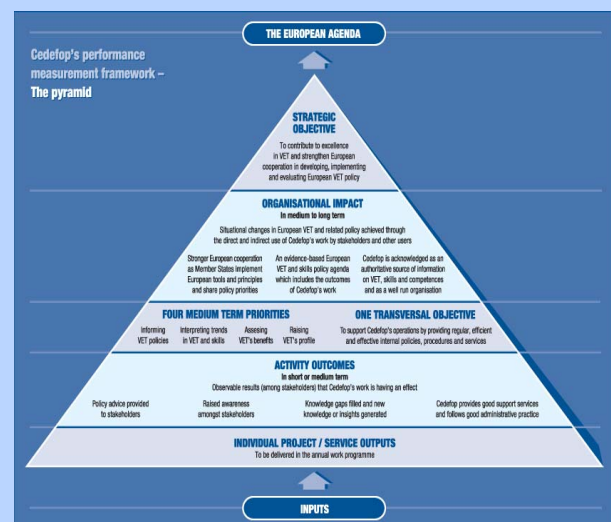 THE EUROPEAN AGENDA
Cedefop's performance
measurement framework –
The pyramid
STRATEGIC
OBJECTIVE
To contribute to excellence
in VET and strengthen European
cooperation in developing, implementing
and evaluating European VET policy
ORGANISATIONAL IMPACT
In medium to long term
Situational changes in European VET and related policy achieved through
the direct and indirect use of Cedefop's work by stakeholders and other users
Stronger European cooperation
as Member States implement
European tools and principles
and share policy priorities
An evidence-based European
VET and skills policy agenda
which includes the outcomes
of Cedefop's work
Cedefop is acknowledged as an
authoritative source of information
on VET, skills and competences
and as a well run organisation
FOUR MEDIUM TERM PRIORITIES
Informing
VET policies
Interpreting trends
in VET and skills
Assessing
VET's benefits
Raising
VET's profile
ONE TRANSVERSAL OBJECTIVE
To support Cedefop's operations by providing regular, efficient
and effective internal policies, procedures and services
ACTIVITY OUTCOMES
In short or medium term
Observable results (among stakeholders) that Cedefop's work is having an effect
Policy advice provided
to stakeholders
Raised awareness
amongst stakeholders
Knowledge gaps filled and new
knowledge or insights generated
Cedefop provides good support services
and follows good administrative practice
INDIVIDUAL PROJECT / SERVICE OUTPUTS
To be delivered in the annual work programme
INPUTS